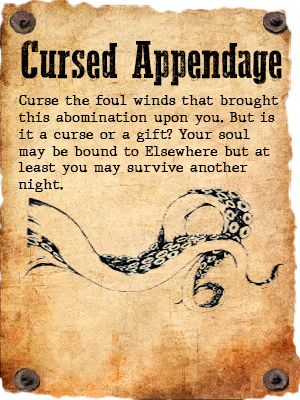 Cursed Appendage
Curse the foul winds that brought
this abomination upon you. But is
it a curse or a gift? Your soul
may be bound to Elsewhere but at
least you may survive another
night.